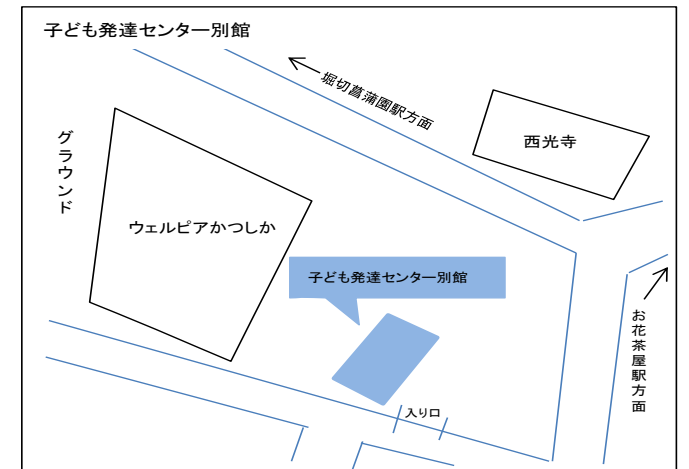 子ども発達センター別館
堀切菖蒲園駅方面
西光寺
グラウンド
ウェルピアかつしか
子ども発達センター別館
お花茶屋駅方面
入り口